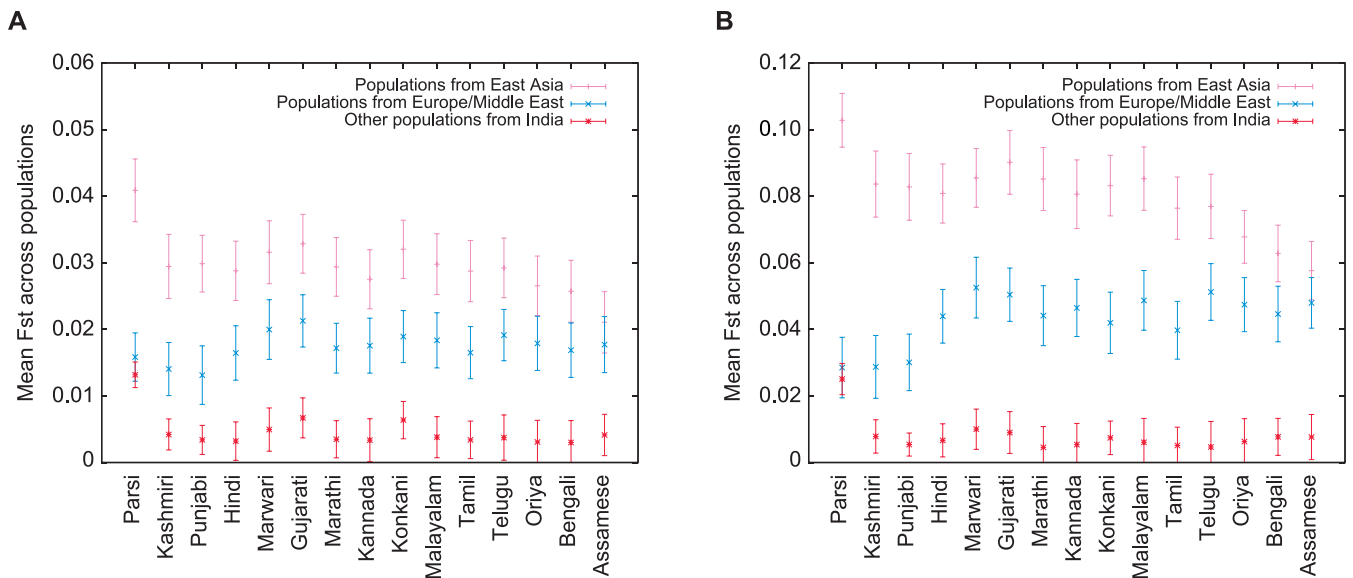 A
Mean Fst across populations
0.06
0.05
0.04
0.03
0.02
0.01
0
Populations from East Asia
Populations from Europe/Middle East
Other populations from India
Parsi
Kashmiri
Punjabi
Hindi
Marwari
Gujarati
Marathi
Kannada
Konkani
Malayalam
Tamil
Telugu
Oriya
Bengali
Assamese
B
Mean Fst across populations
0.12
0.10
0.08
0.06
0.04
0.02
0
Populations from East Asia
Populations from Europe/Middle East
Other populations from India
Parsi
Kashmiri
Punjabi
Hindi
Marwari
Gujarati
Marathi
Kannada
Konkani
Malayalam
Tamil
Telugu
Oriya
Bengali
Assamese